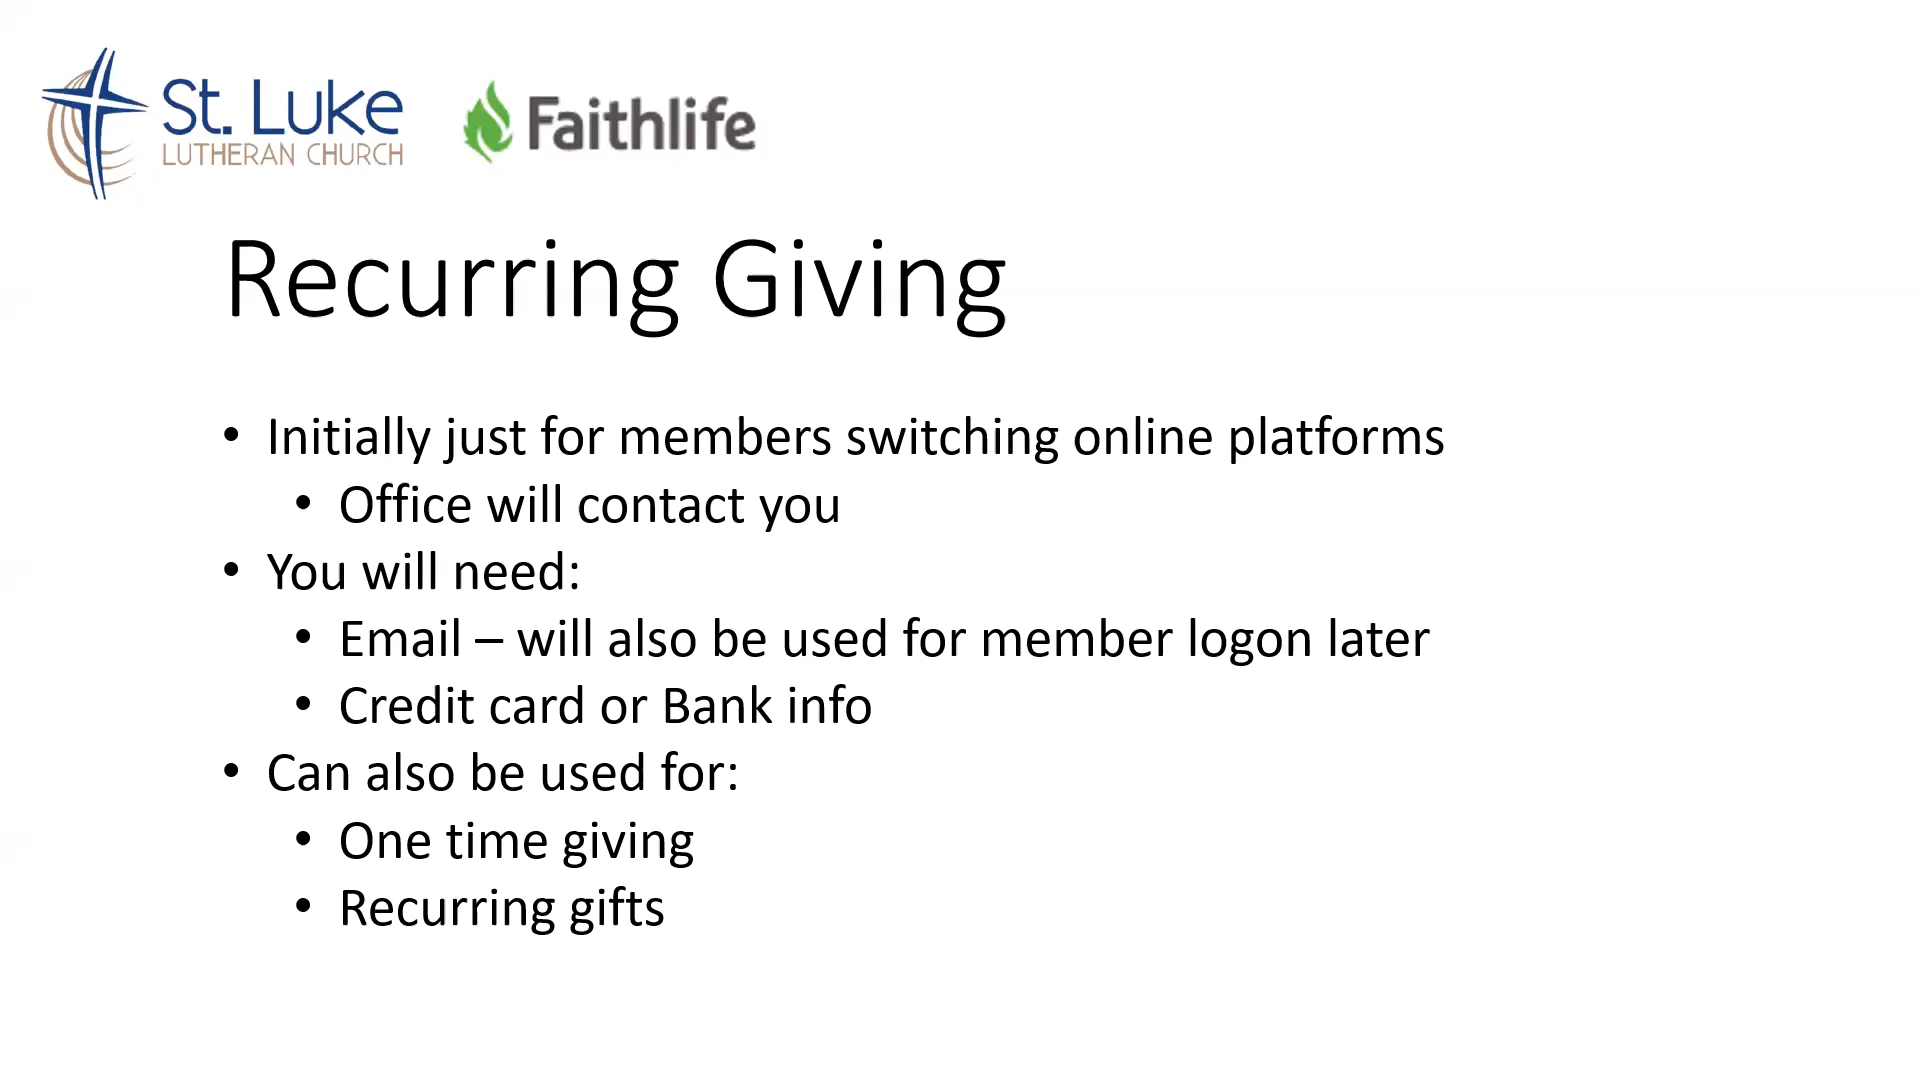 St. Luke
LUTHERAN CHURCH
Faithlife
Recurring Giving
• Initially just for members switching online platforms
• Office will contact you
• You will need:
• Email – will also be used for member logon later
• Credit card or Bank info
• Can also be used for:
• One time giving
• Recurring gifts